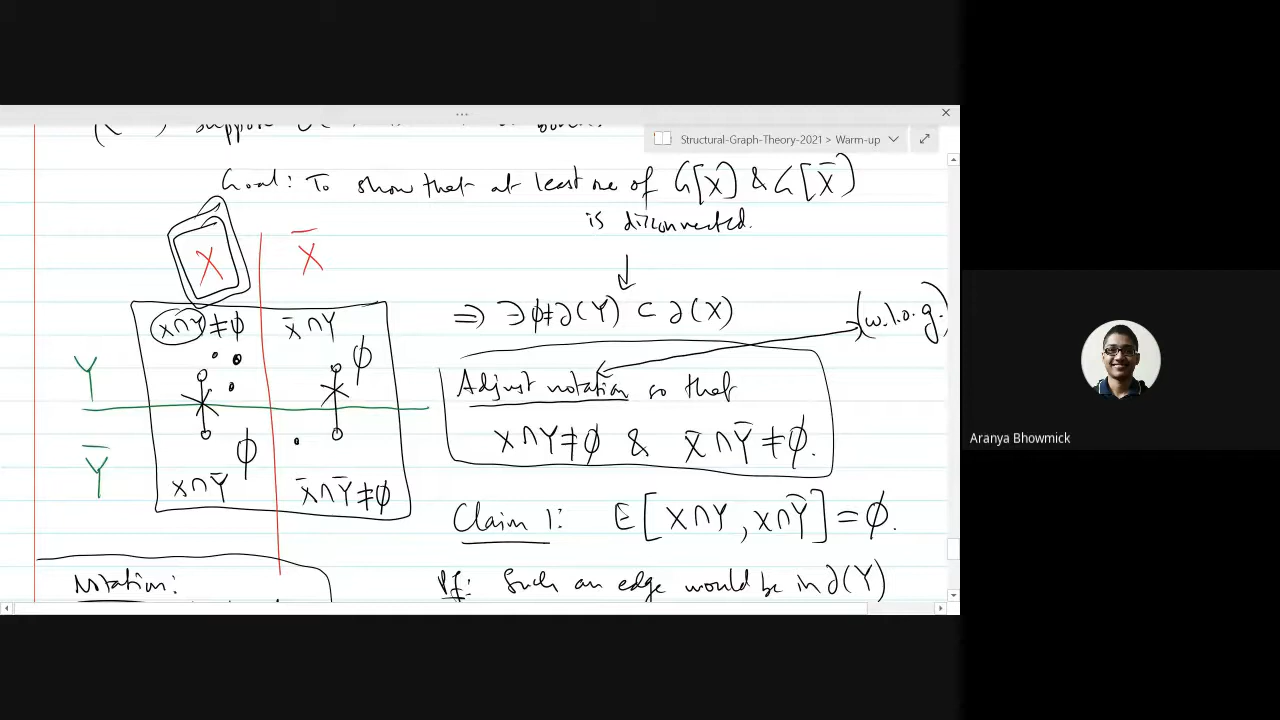 suppose
Structural-Graph-Theory-2021 > Warm-up
Goal: To show that at least one of G[X] & G[X̄]
is disconnected.
X X̄
⇒ ∃ ϕ≠∂(Y) ⊂ ∂(X)
(w.l.o.g.)
X∩Y≠ϕ X̄∩Y
Y
ϕ
Adjust notation so that
X∩Y≠ϕ & X̄∩Ȳ≠ϕ.
Ȳ
ϕ
X∩Ȳ X̄∩Ȳ≠ϕ
Claim 1: E[X∩Y, X∩Ȳ]=ϕ.
Notation:
Pf: Such an edge would be in ∂(Y)
Aranya Bhowmick